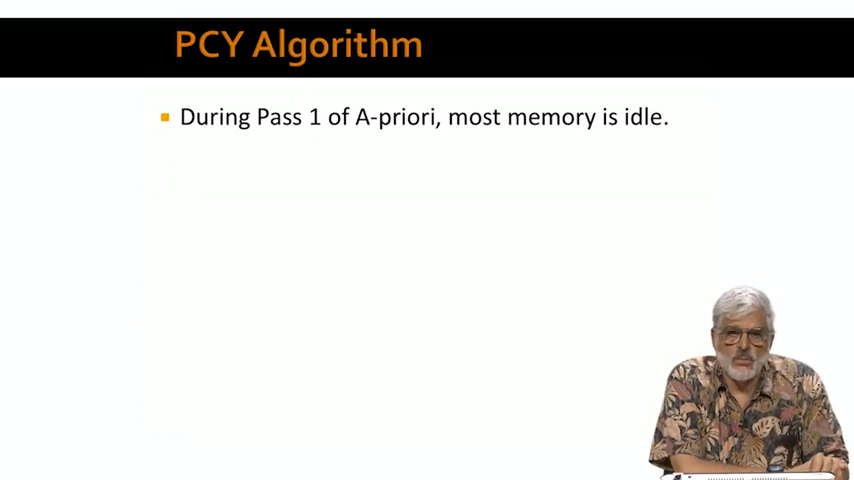 PCY Algorithm
During Pass 1 of A-priori, most memory is idle.